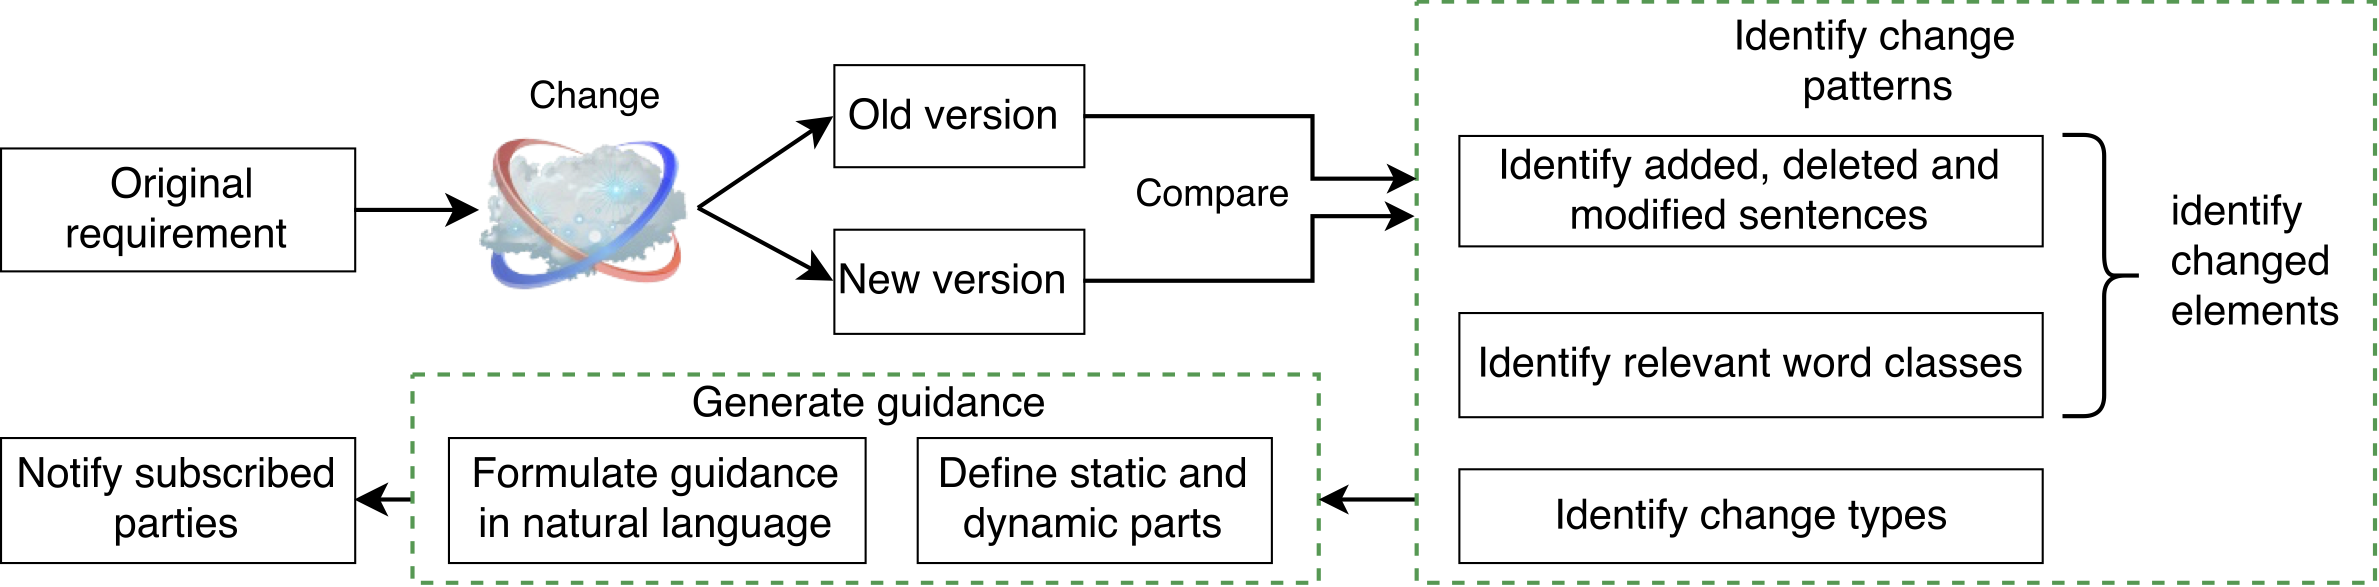 Original
requirement
Change
Old version
New version
Compare
Identify change
patterns
Identify added, deleted and
modified sentences
Identify relevant word classes
identify
changed
elements
Identify change types
Generate guidance
Define static and
dynamic parts
Formulate guidance
in natural language
Notify subscribed
parties